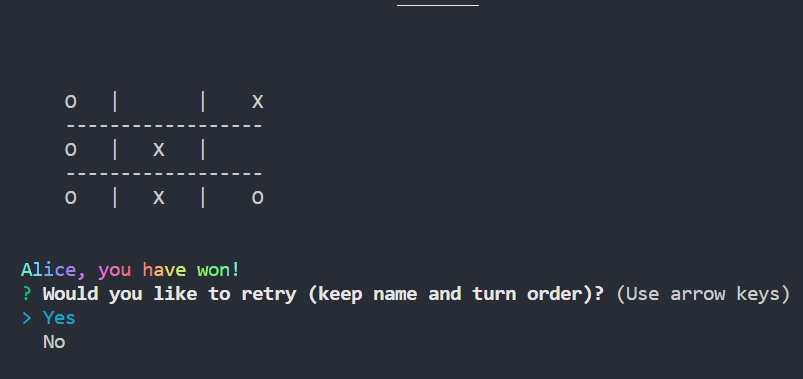 o | | x
------------------
o | x |
------------------
o | x | o
Alice, you have won!
? Would you like to retry (keep name and turn order)? (Use arrow keys)
> Yes
No